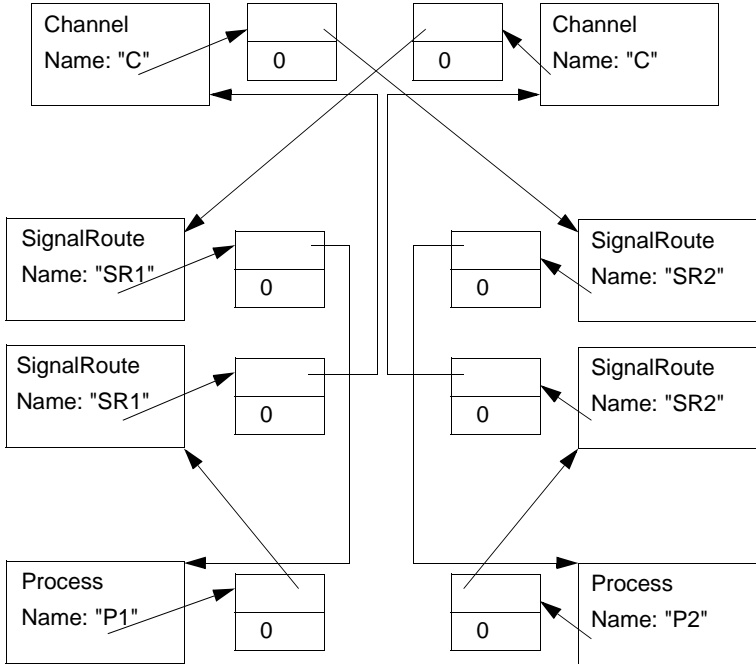 Channel
Name: "C"
0
0
Channel
Name: "C"
SignalRoute
Name: "SR1"
0
0
SignalRoute
Name: "SR2"
SignalRoute
Name: "SR1"
0
0
SignalRoute
Name: "SR2"
Process
Name: "P1"
0
0
Process
Name: "P2"